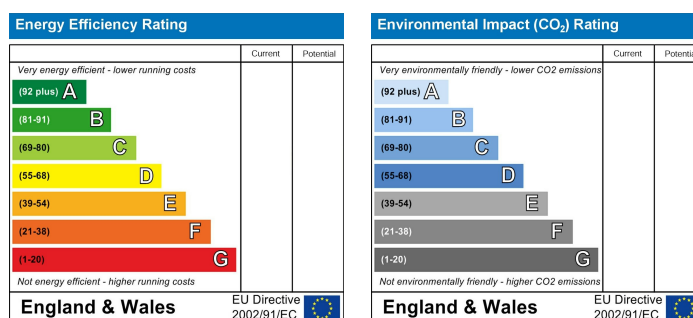 Energy Efficiency Rating
Current Potential
Very energy efficient - lower running costs
(92 plus) A
(81-91) B
(69-80) C
(55-68) D
(39-54) E
(21-38) F
(1-20) G
Not energy efficient - higher running costs
England & Wales
EU Directive
2002/91/EC
Environmental Impact (CO₂) Rating
Current Potential
Very environmentally friendly - lower CO2 emissions
(92 plus) A
(81-91) B
(69-80) C
(55-68) D
(39-54) E
(21-38) F
(1-20) G
Not environmentally friendly - higher CO2 emissions
England & Wales
EU Directive
2002/91/EC